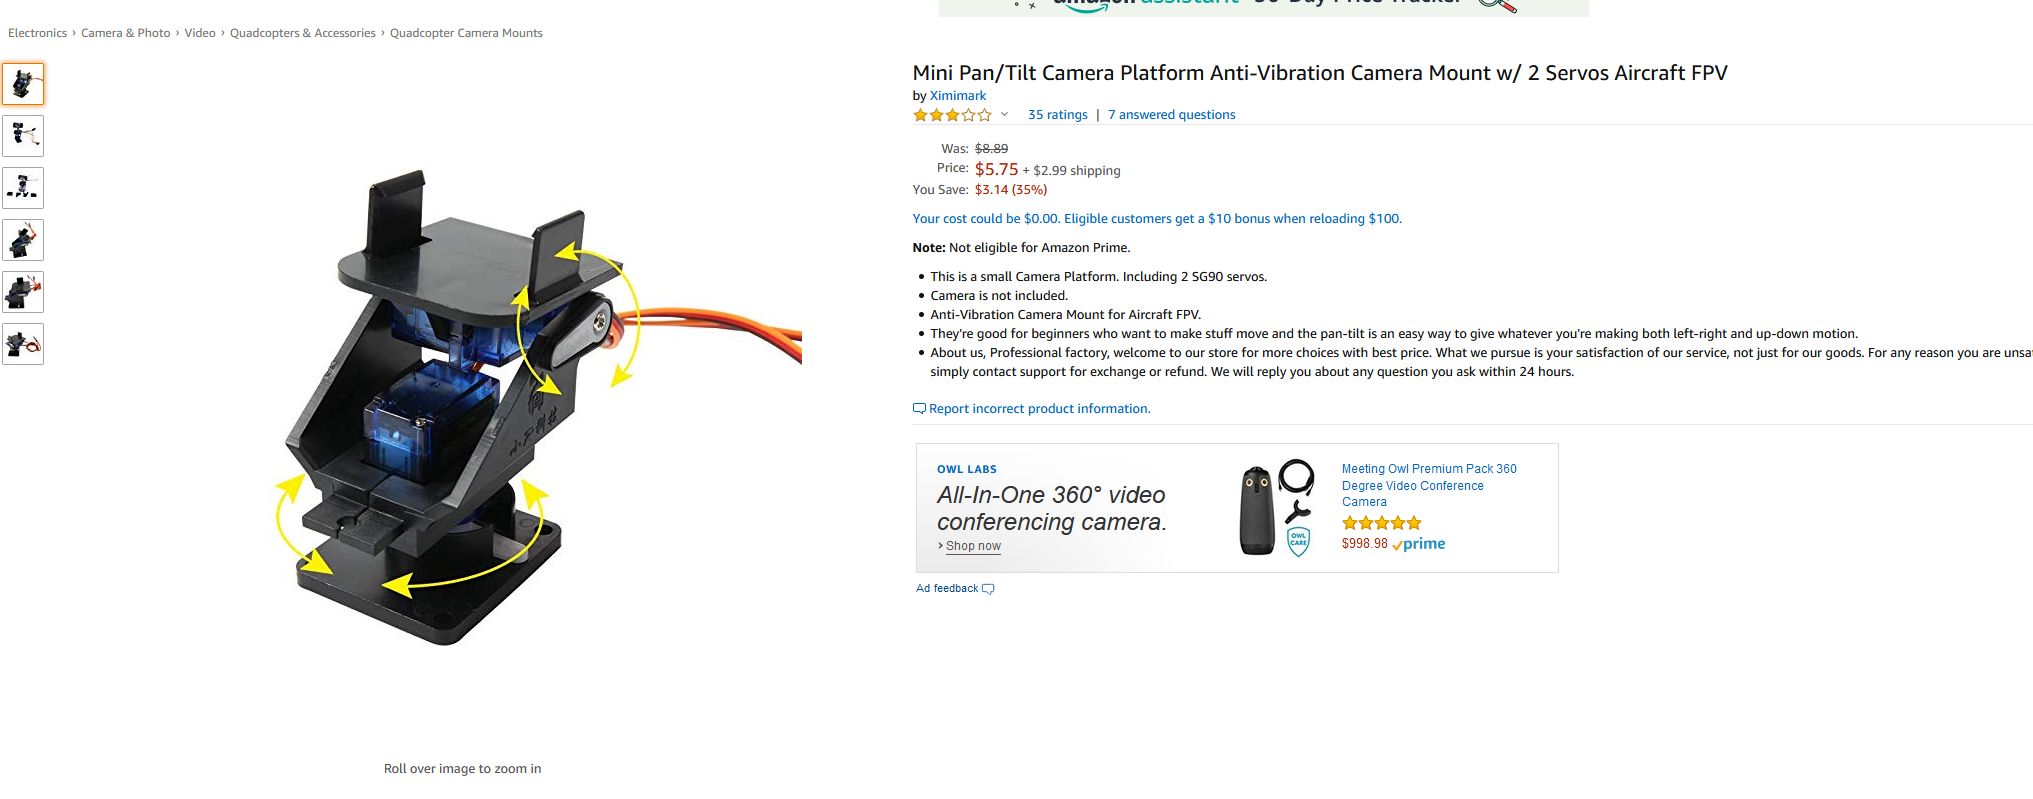 Electronics › Camera & Photo › Video › Quadcopters & Accessories › Quadcopter Camera Mounts
Mini Pan/Tilt Camera Platform Anti-Vibration Camera Mount w/ 2 Servos Aircraft FPV
by Ximimark
35 ratings | 7 answered questions
Was: $8.89
Price: $5.75 + $2.99 shipping
You Save: $3.14 (35%)
Your cost could be $0.00. Eligible customers get a $10 bonus when reloading $100.
Note: Not eligible for Amazon Prime.
• This is a small Camera Platform. Including 2 SG90 servos.
• Camera is not included.
• Anti-Vibration Camera Mount for Aircraft FPV.
• They're good for beginners who want to make stuff move and the pan-tilt is an easy way to give whatever you're making both left-right and up-down motion.
• About us, Professional factory, welcome to our store for more choices with best price. What we pursue is your satisfaction of our service, not just for our goods. For any reason you are
simply contact support for exchange or refund. We will reply you about any question you ask within 24 hours.
Report incorrect product information.
OWL LABS
All-In-One 360° video
conferencing camera.
› Shop now
OWL
CARE
Meeting Owl Premium Pack 360
Degree Video Conference
Camera
$998.98 prime
Ad feedback
Roll over image to zoom in